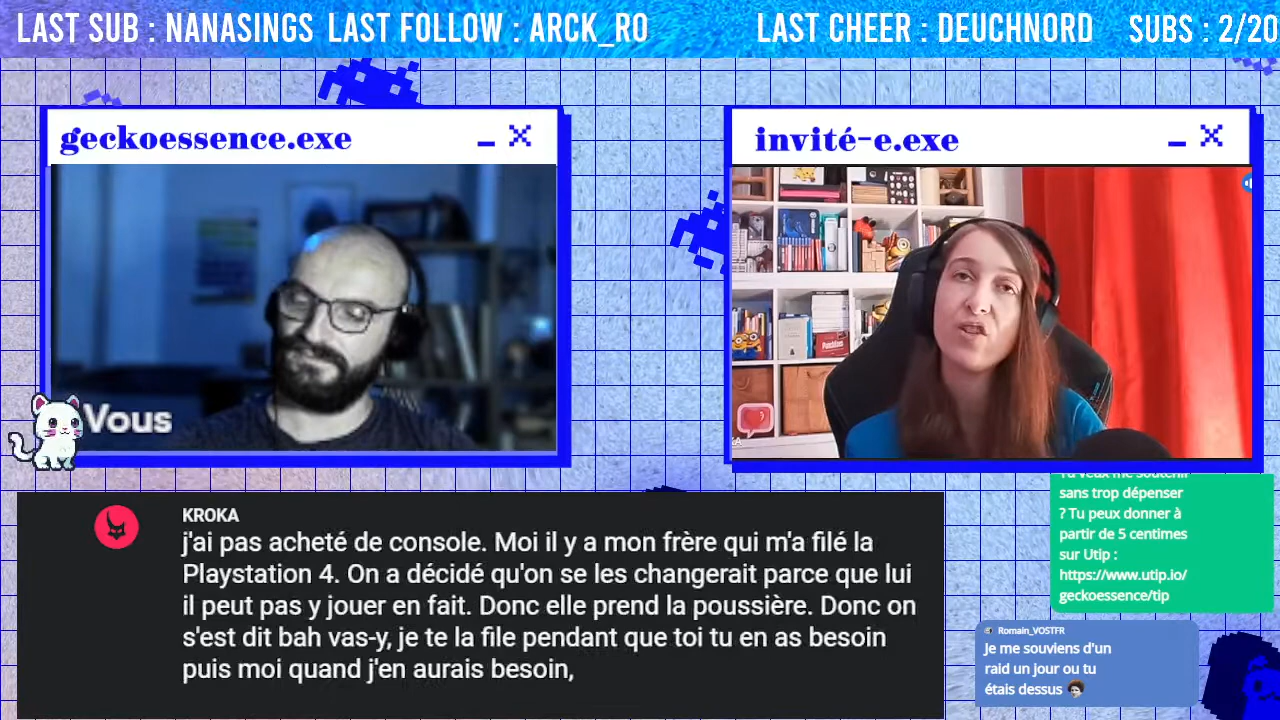 LAST SUB : NANASINGS LAST FOLLOW : ARCK_RO LAST CHEER : DEUCHNORD SUBS : 2/20
geckoessence.exe
invité-e.exe
Vous
KROKA
j'ai pas acheté de console. Moi il y a mon frère qui m'a filé la
Playstation 4. On a décidé qu'on se les changerait parce que lui
il peut pas y jouer en fait. Donc elle prend la poussière. Donc on
s'est dit bah vas-y, je te la file pendant que toi tu en as besoin
puis moi quand j'en aurais besoin,
Tu veux me soutenir
sans trop dépenser
? Tu peux donner à
partir de 5 centimes
sur Utip :
https://www.utip.io/
geckoessence/tip
Romain_VOSTFR
Je me souviens d'un
raid un jour ou tu
étais dessus